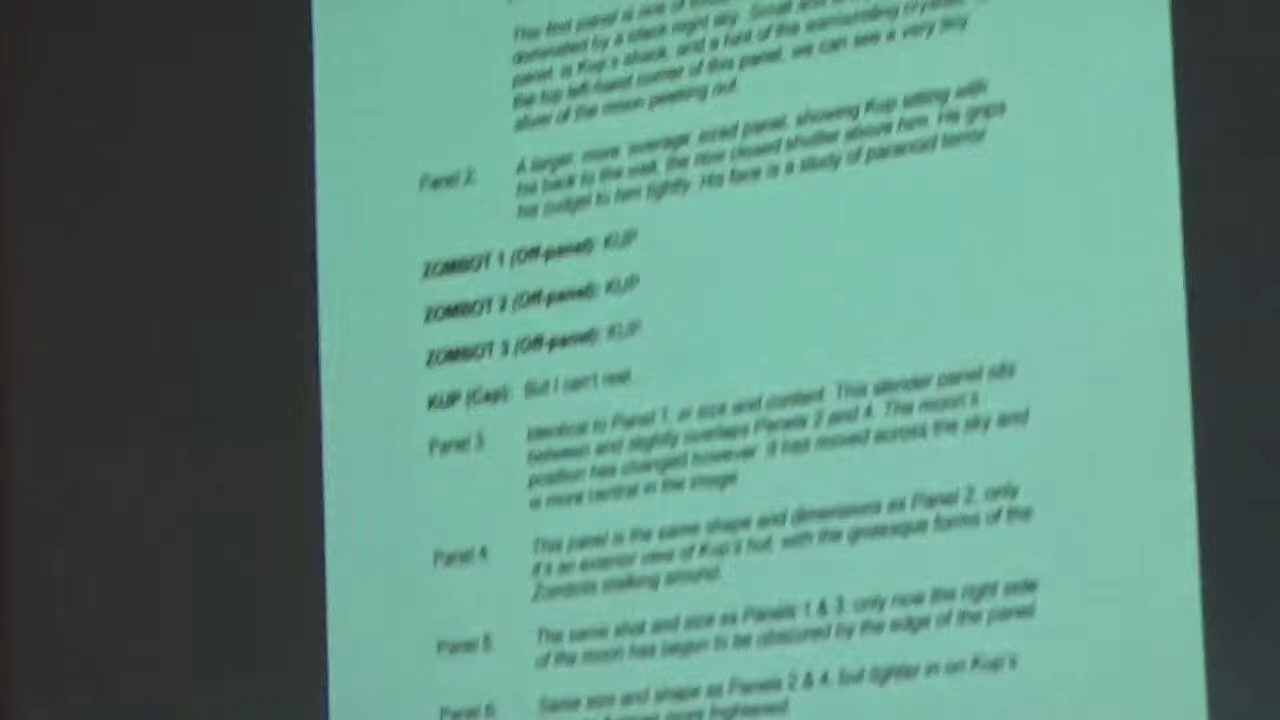 This first panel is one of
dominated by a black night sky. Small and
panel, is Kup's shack, and a hint of the surrounding
the top left-hand corner of this panel, we can see a very tiny
sliver of the moon peeking out.
Panel 2. A larger, more average sized panel, showing Kup sitting with
his back to the wall, the now closed shutter above him. He grips
his cudgel to him tightly. His face is a study of paranoid terror.
ZOMBOT 1 (Off-panel): KUP
ZOMBOT 2 (Off-panel): KUP
ZOMBOT 3 (Off-panel): KUP
KUP (Cap): But I can't rest...
Panel 3. Identical to Panel 1, in size and content. This slender panel sits
between and slightly overlaps Panels 2 and 4. The moon's
position has changed however. It has moved across the sky and
is more central in the image.
Panel 4. This panel is the same shape and dimensions as Panel 2, only
it's an exterior view of Kup's hut, with the grotesque forms of the
Zombots stalking around.
Panel 5. The same shot and size as Panels 1 & 3, only now the right side
of the moon has begun to be obscured by the edge of the panel.
Panel 6. Same size and shape as Panels 2 & 4, but tighter in on Kup's
more frightened.